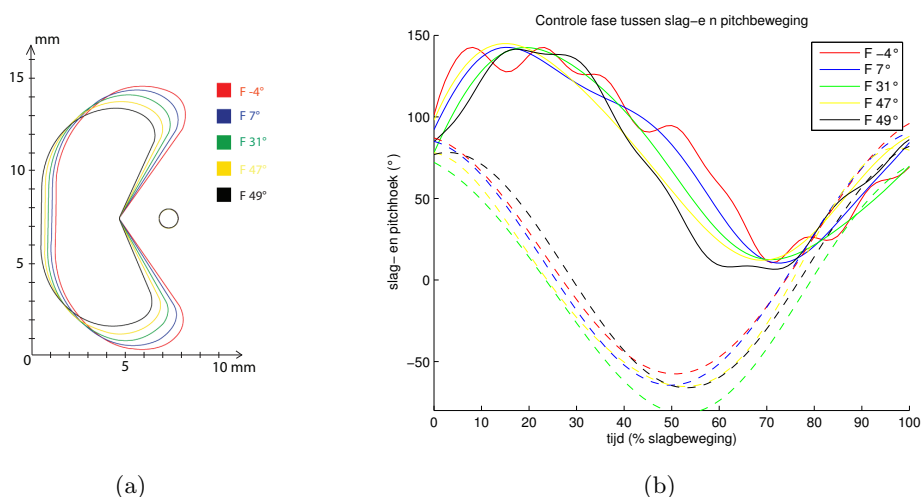 (a)
mm
15
10
5
0
5
10 mm
F -4°
F 7°
F 31°
F 47°
F 49°
Controle fase tussen slag-e n pitchbeweging
slag- en pitchhoek (°)
150
100
50
0
−50
0 10 20 30 40 50 60 70 80 90 100
tijd (% slagbeweging)
F -4°
F 7°
F 31°
F 47°
F 49°
(a)
(b)